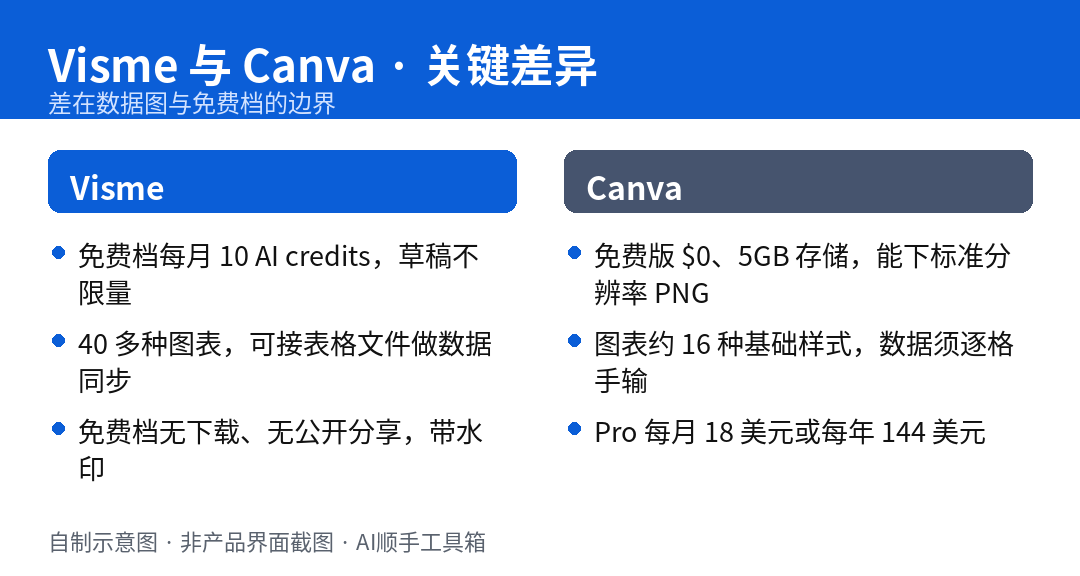 Visme 与 Canva · 关键差异
差在数据图与免费档的边界
Visme
免费档每月 10 AI credits，草稿不
限量
40 多种图表，可接表格文件做数据
同步
免费档无下载、无公开分享，带水
印
Canva
免费版 $0、5GB 存储，能下标准分
辨率 PNG
图表约 16 种基础样式，数据须逐格
手输
Pro 每月 18 美元或每年 144 美元
自制示意图 · 非产品界面截图 · AI顺手工具箱